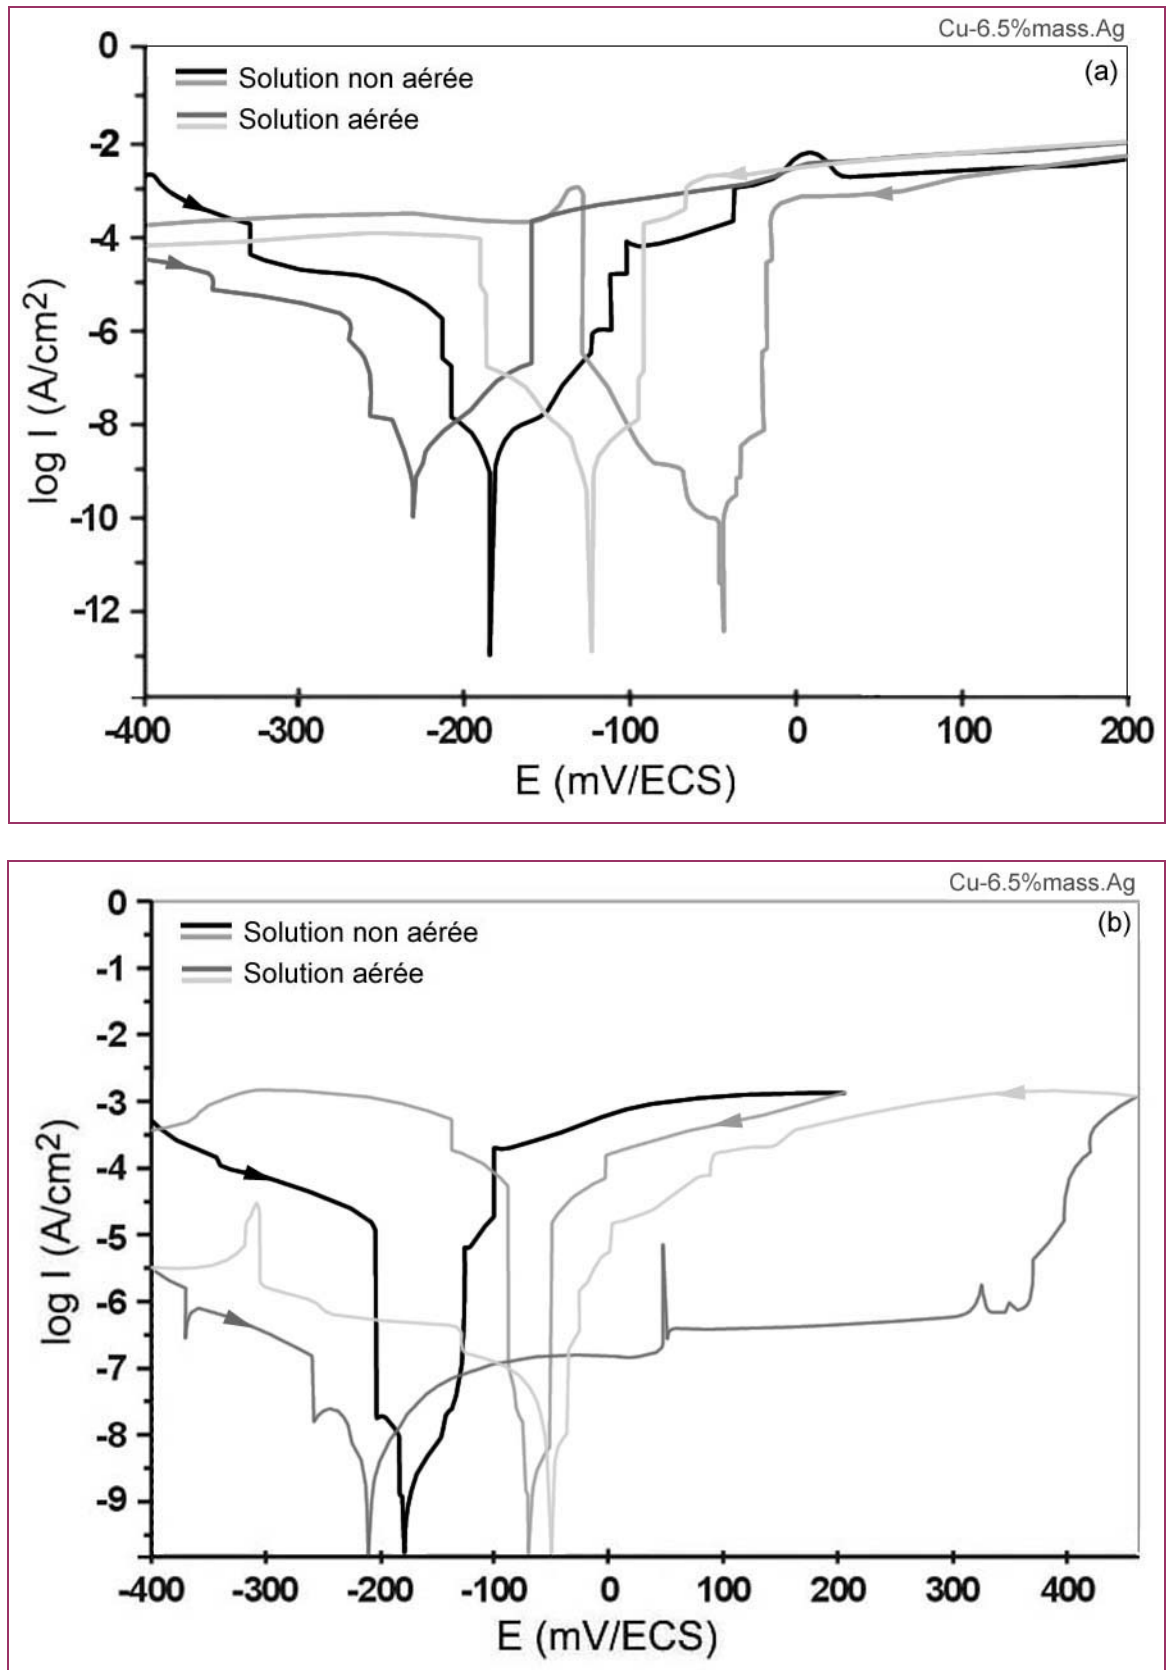 Cu-6.5%mass.Ag
(a)
Solution non aérée
Solution aérée
0
-2
-4
-6
-8
-10
-12
log I (A/cm²)
-400 -300 -200 -100 0 100 200
E (mV/ECS)
Cu-6.5%mass.Ag
(b)
Solution non aérée
Solution aérée
0
-1
-2
-3
-4
-5
-6
-7
-8
-9
log I (A/cm²)
-400 -300 -200 -100 0 100 200 300 400
E (mV/ECS)